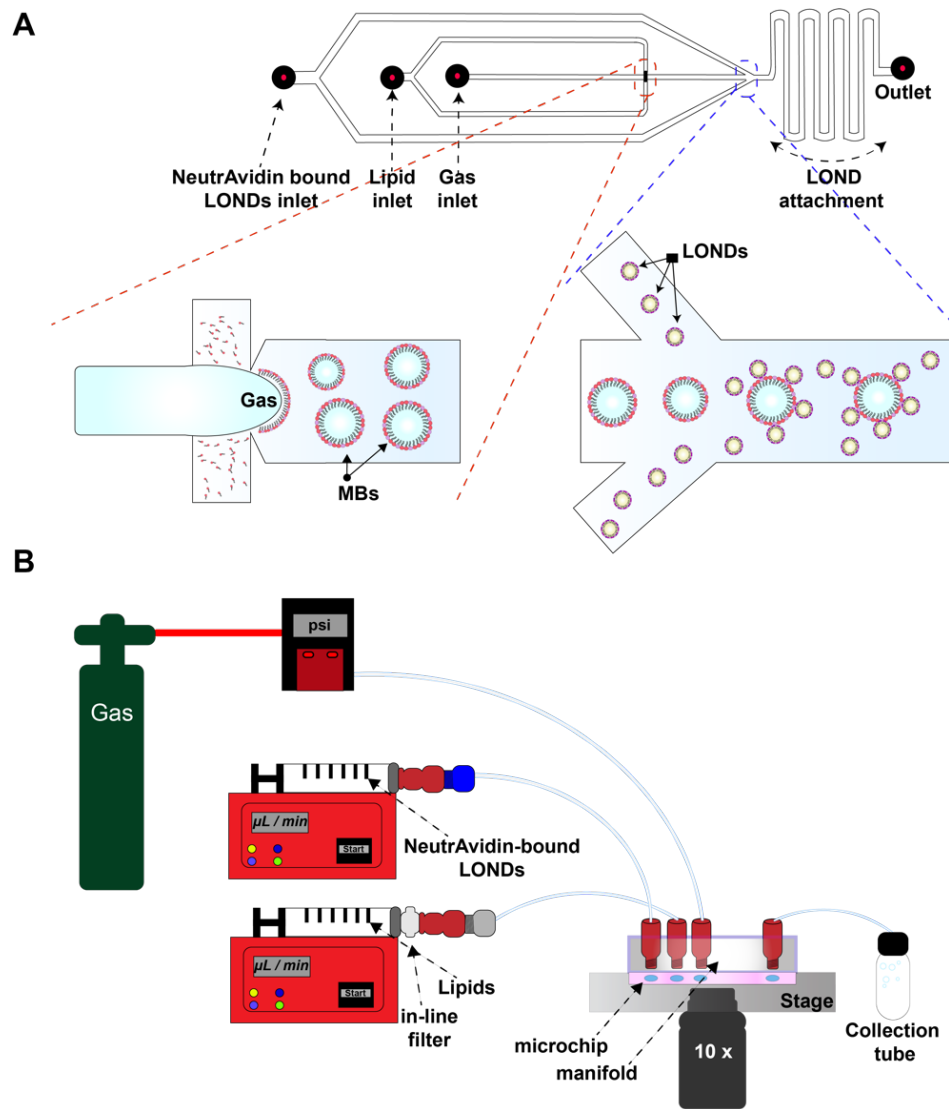 A
Outlet
NeutrAvidin bound
LONDs inlet
Lipid
inlet
Gas
inlet
LOND
attachment
LONDs
Gas
MBs
B
psi
Gas
µL / min
Start
NeutrAvidin-bound
LONDs
µL / min
Start
Lipids
in-line
filter
Stage
microchip
manifold
10 x
Collection
tube